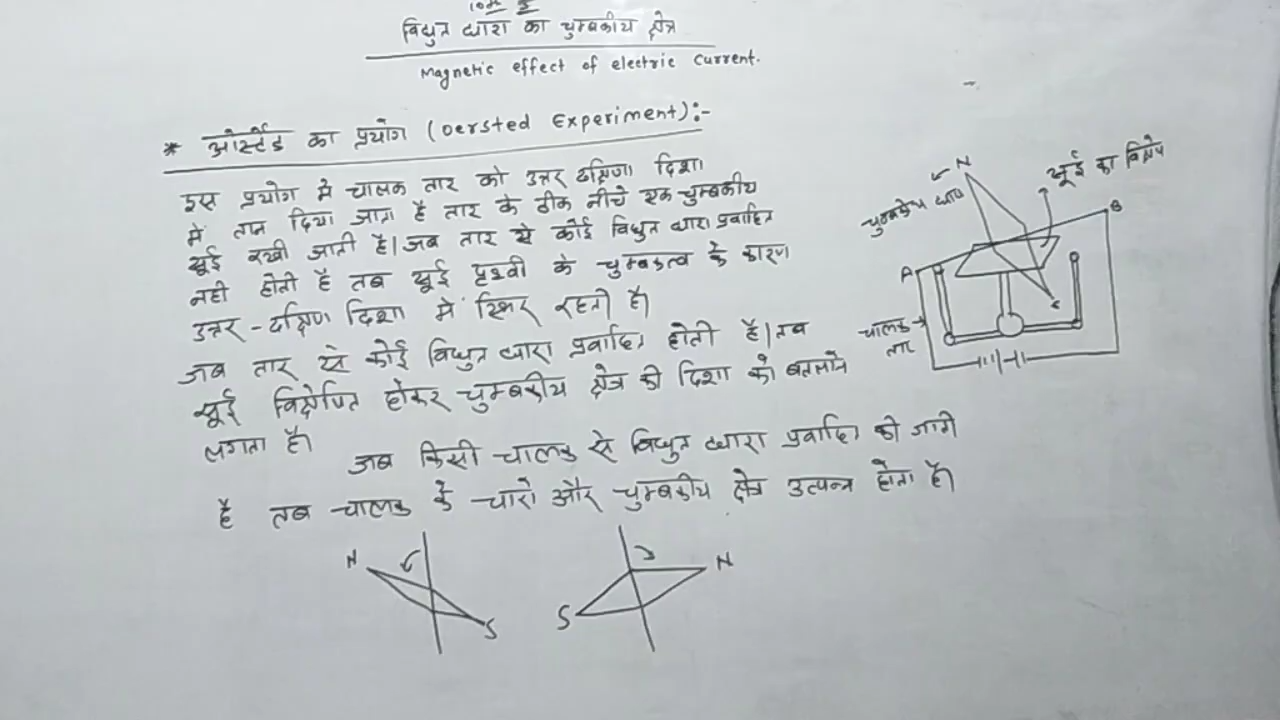 10th
विद्युत धारा का चुम्बकीय क्षेत्र
Magnetic effect of electric current.
* ओर्स्टेड का प्रयोग (Oersted Experiment):-
इस प्रयोग में चालक तार को उत्तर दक्षिण दिशा
में तान दिया जाता है तार के ठीक नीचे एक चुम्बकीय
सूई रखी जाती है। जब तार से कोई विद्युत धारा प्रवाहित
नही होती है तब सूई पृथ्वी के चुम्बकत्व के कारण
उत्तर - दक्षिण दिशा में स्थिर रहती है।
जब तार से कोई विद्युत धारा प्रवाहित होती है। तब
सूई विक्षेपित होकर चुम्बकीय क्षेत्र की दिशा को बतलाने
लगता है।
जब किसी चालक से विद्युत धारा प्रवाहित की जाती
है तब चालक के चारो और चुम्बकीय क्षेत्र उत्पन्न होता है।
N
सूई का
चुम्बकीय
B
A
चालक
तार
N
S
N
S